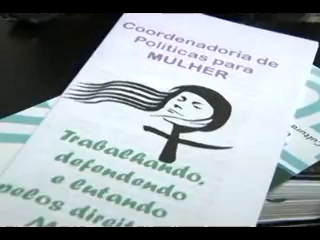 Coordenadoria de
Políticas para
MULHER
Trabalhando,
defendendo
e lutando
pelos direitos